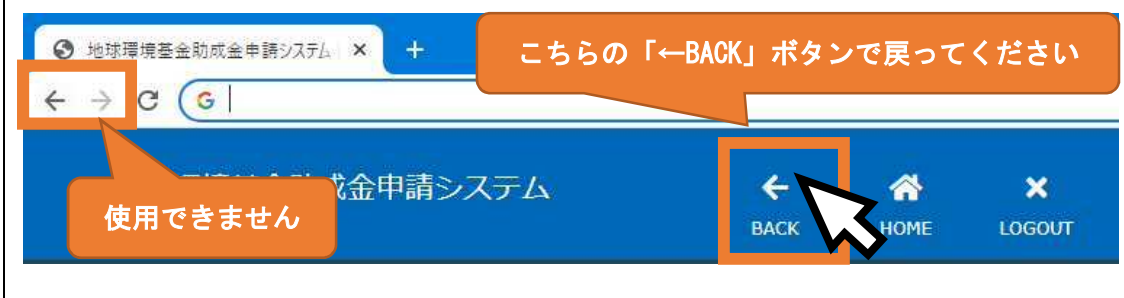 地球環境基金助成金申請システム
こちらの「←BACK」ボタンで戻ってください
成金申請システム
使用できません
BACK
HOME
LOGOUT